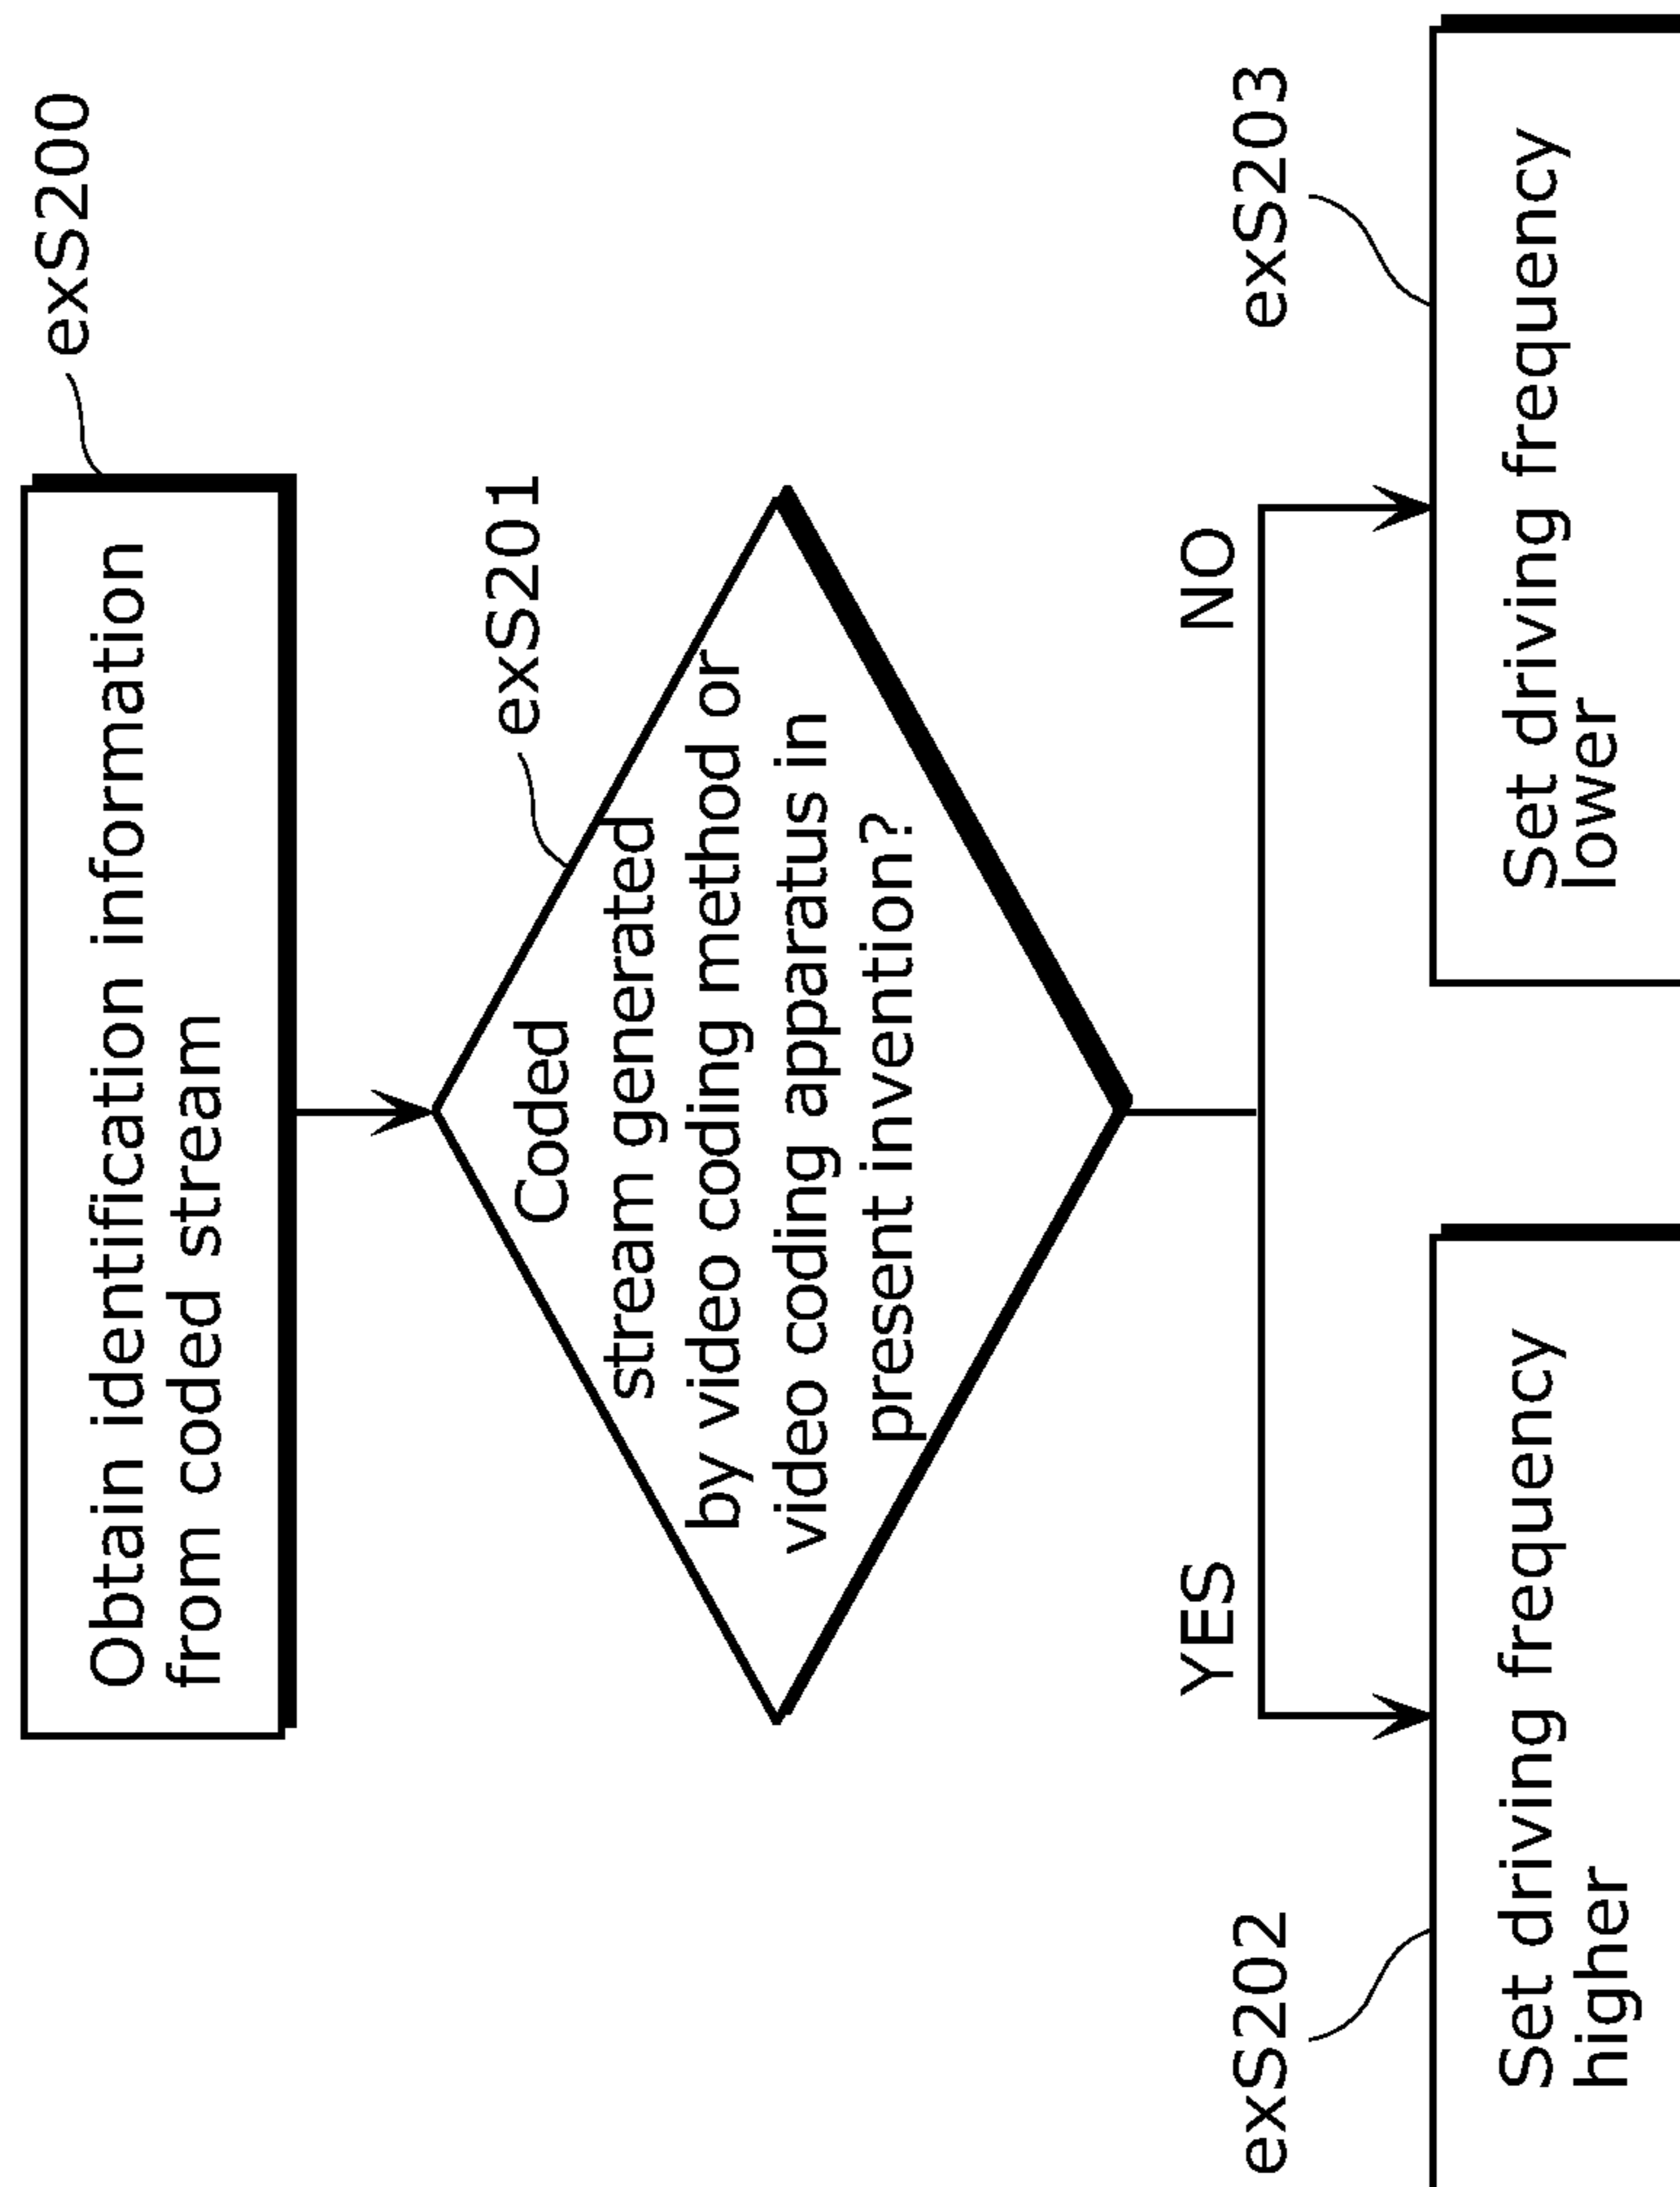 exS200
Obtain identification information
from coded stream
exS201
Coded
stream generated
by video coding method or
video coding apparatus in
present invention?
YES
NO
exS202
exS203
Set driving frequency
higher
Set driving frequency
lower